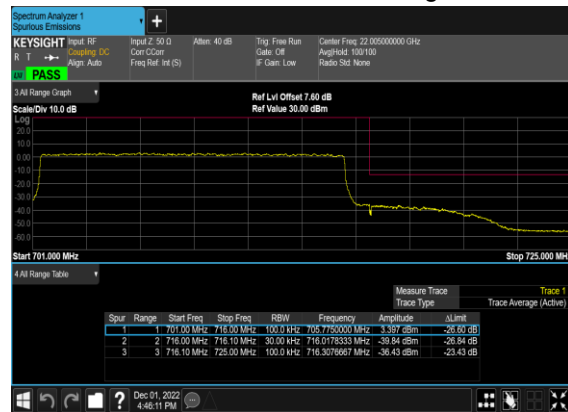 Spectrum Analyzer 1
Spurious Emissions
+
KEYSIGHT Input: RF Input Z: 50 Ω Atten: 40 dB Trig: Free Run Center Freq: 22.005000000 GHz
R T Coupling: DC Corr CCorr Gate: Off Avg|Hold: 100/100
Align: Auto Freq Ref: Int (S) IF Gain: Low Radio Std: None
LW PASS
3 All Range Graph
Ref Lvl Offset 7.60 dB
Scale/Div 10.0 dB Ref Value 30.00 dBm
Log
20.0
10.0
0.00
-10.0
-20.0
-30.0
-40.0
-50.0
-60.0
Start 701.000 MHz Stop 725.000 MH
4 All Range Table
Measure Trace Trace 1
Trace Type Trace Average (Active)
Spur Range Start Freq Stop Freq RBW Frequency Amplitude ΔLimit
1 1 701.00 MHz 716.00 MHz 100.0 kHz 705.7750000 MHz 3.397 dBm -26.60 dB
2 2 716.00 MHz 716.10 MHz 30.00 kHz 716.0178333 MHz -39.84 dBm -26.84 dB
3 3 716.10 MHz 725.00 MHz 100.0 kHz 716.3076667 MHz -36.43 dBm -23.43 dB
? Dec 01, 2022
4:46:11 PM